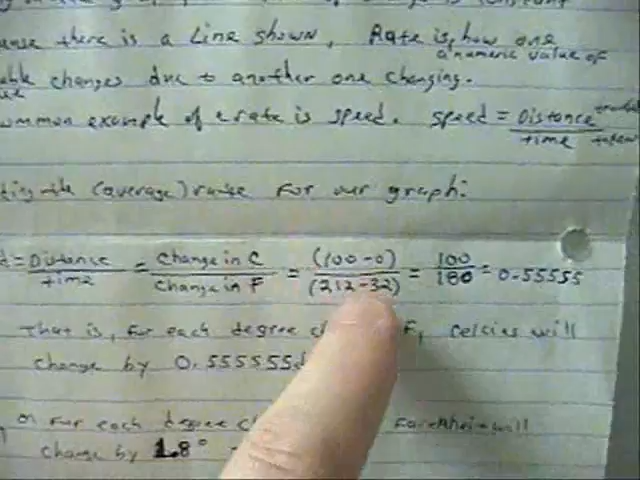 there is a Line shown, Rate is how one
a numeric value of
changes due to another one changing.
common example of a rate is speed. speed = Distance
time
the (average) rate for our graph:
= Distance / time = Change in C / Change in F = (100-0) / (212-32) = 100 / 180 = 0.55555
That is, for each degree F, Celcius will
change by 0.555555
or for each degree will
change by 1.8°